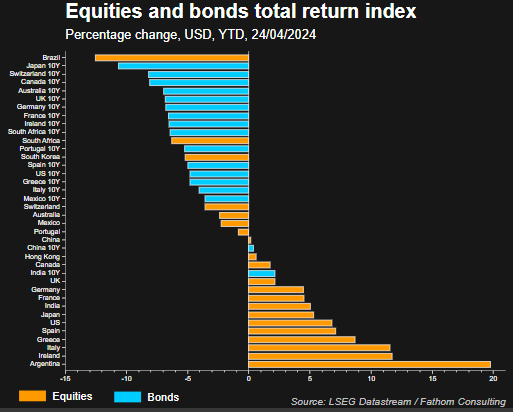 Equities and bonds total return index
Percentage change, USD, YTD, 24/04/2024
Brazil
Japan 10Y
Switzerland 10Y
Canada 10Y
Australia 10Y
UK 10Y
Germany 10Y
France 10Y
Ireland 10Y
South Africa 10Y
South Africa
Portugal 10Y
South Korea
Spain 10Y
US 10Y
Greece 10Y
Italy 10Y
Mexico 10Y
Switzerland
Australia
Mexico
Portugal
China
China 10Y
Hong Kong
Canada
India 10Y
UK
Germany
France
India
Japan
US
Spain
Greece
Italy
Ireland
Argentina
-15 -10 -5 0 5 10 15 20
Equities Bonds
Source: LSEG Datastream / Fathom Consulting